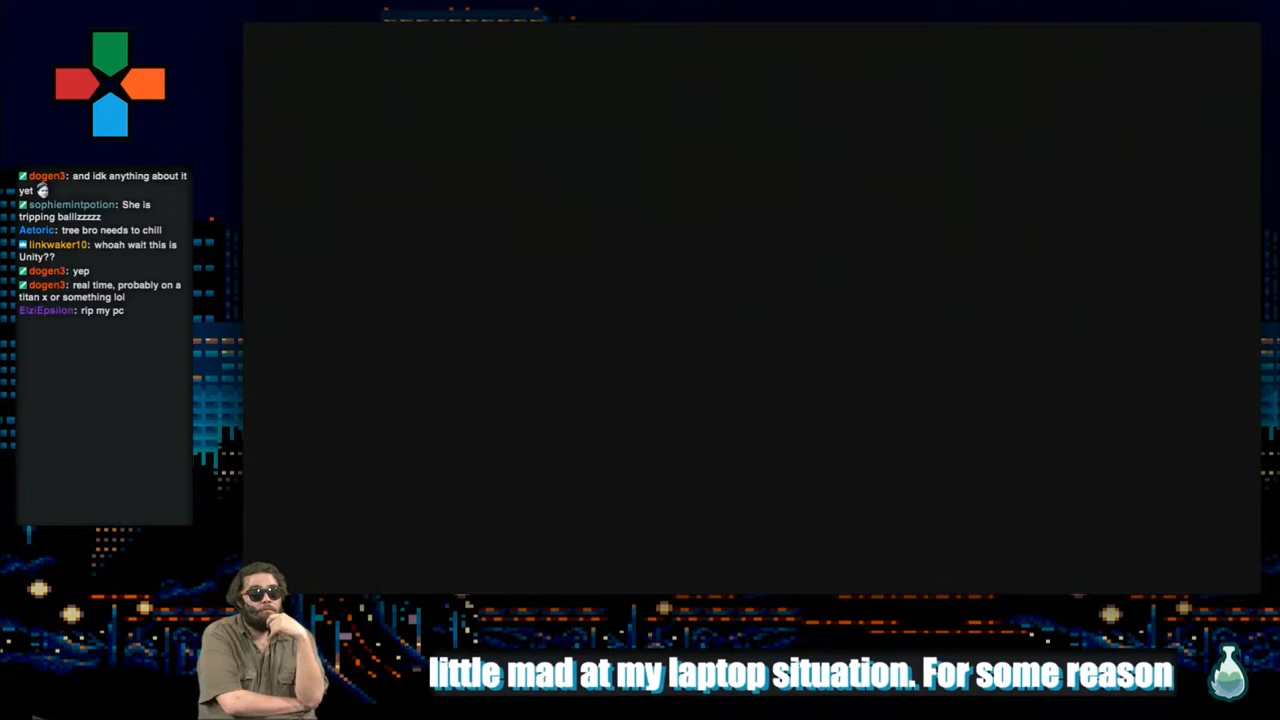 dogen3: and idk anything about it
yet
sophiemintpotion: She is
tripping ballizzzzz
Aetoric: tree bro needs to chill
linkwaker10: whoah wait this is
Unity??
dogen3: yep
dogen3: real time, probably on a
titan x or something lol
ElziEpsilon: rip my pc
little mad at my laptop situation. For some reason